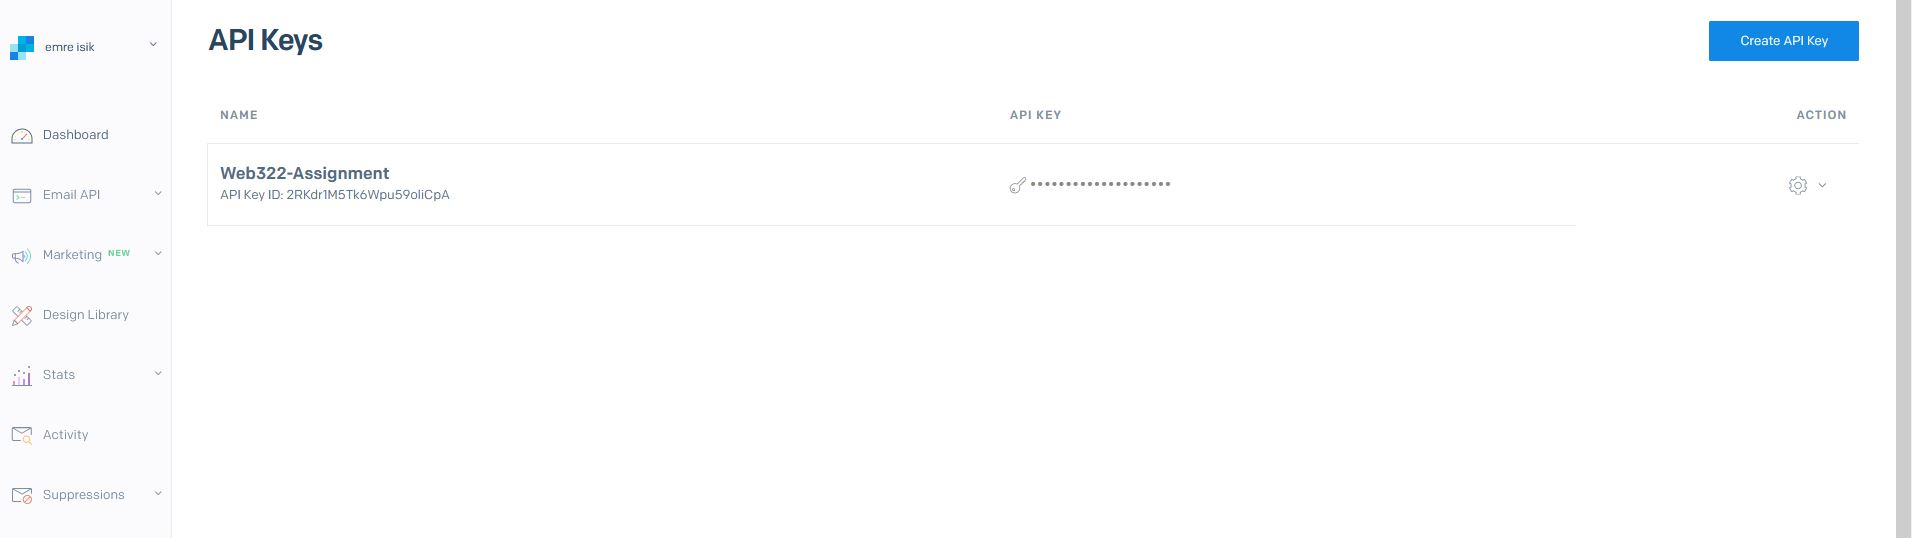 emre isik
Dashboard
Email API
Marketing NEW
Design Library
Stats
Activity
Suppressions
API Keys
Create API Key
NAME
API KEY
ACTION
Web322-Assignment
API Key ID: 2RKdr1M5Tk6Wpu59oliCpA
••••••••••••••••••••